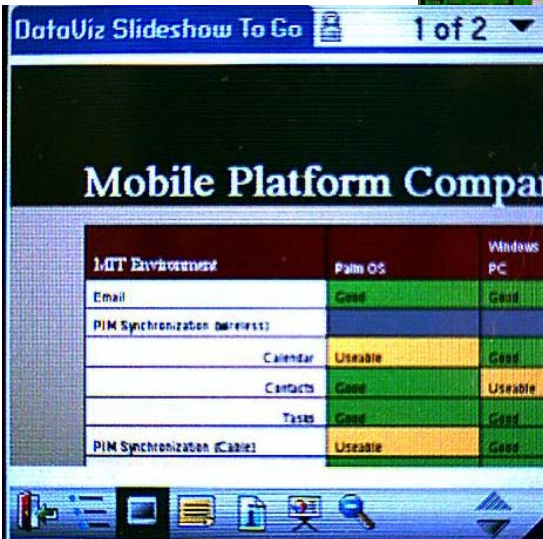 DataViz Slideshow To Go 1 of 2
Mobile Platform Compa
MIT Environment Palm OS Windows PC
Email Good Good
PIM Synchronization (wireless)
Calendar Useable Good
Contacts Good Useable
Tasks Good Good
PIM Synchronization (Cable) Useable Good